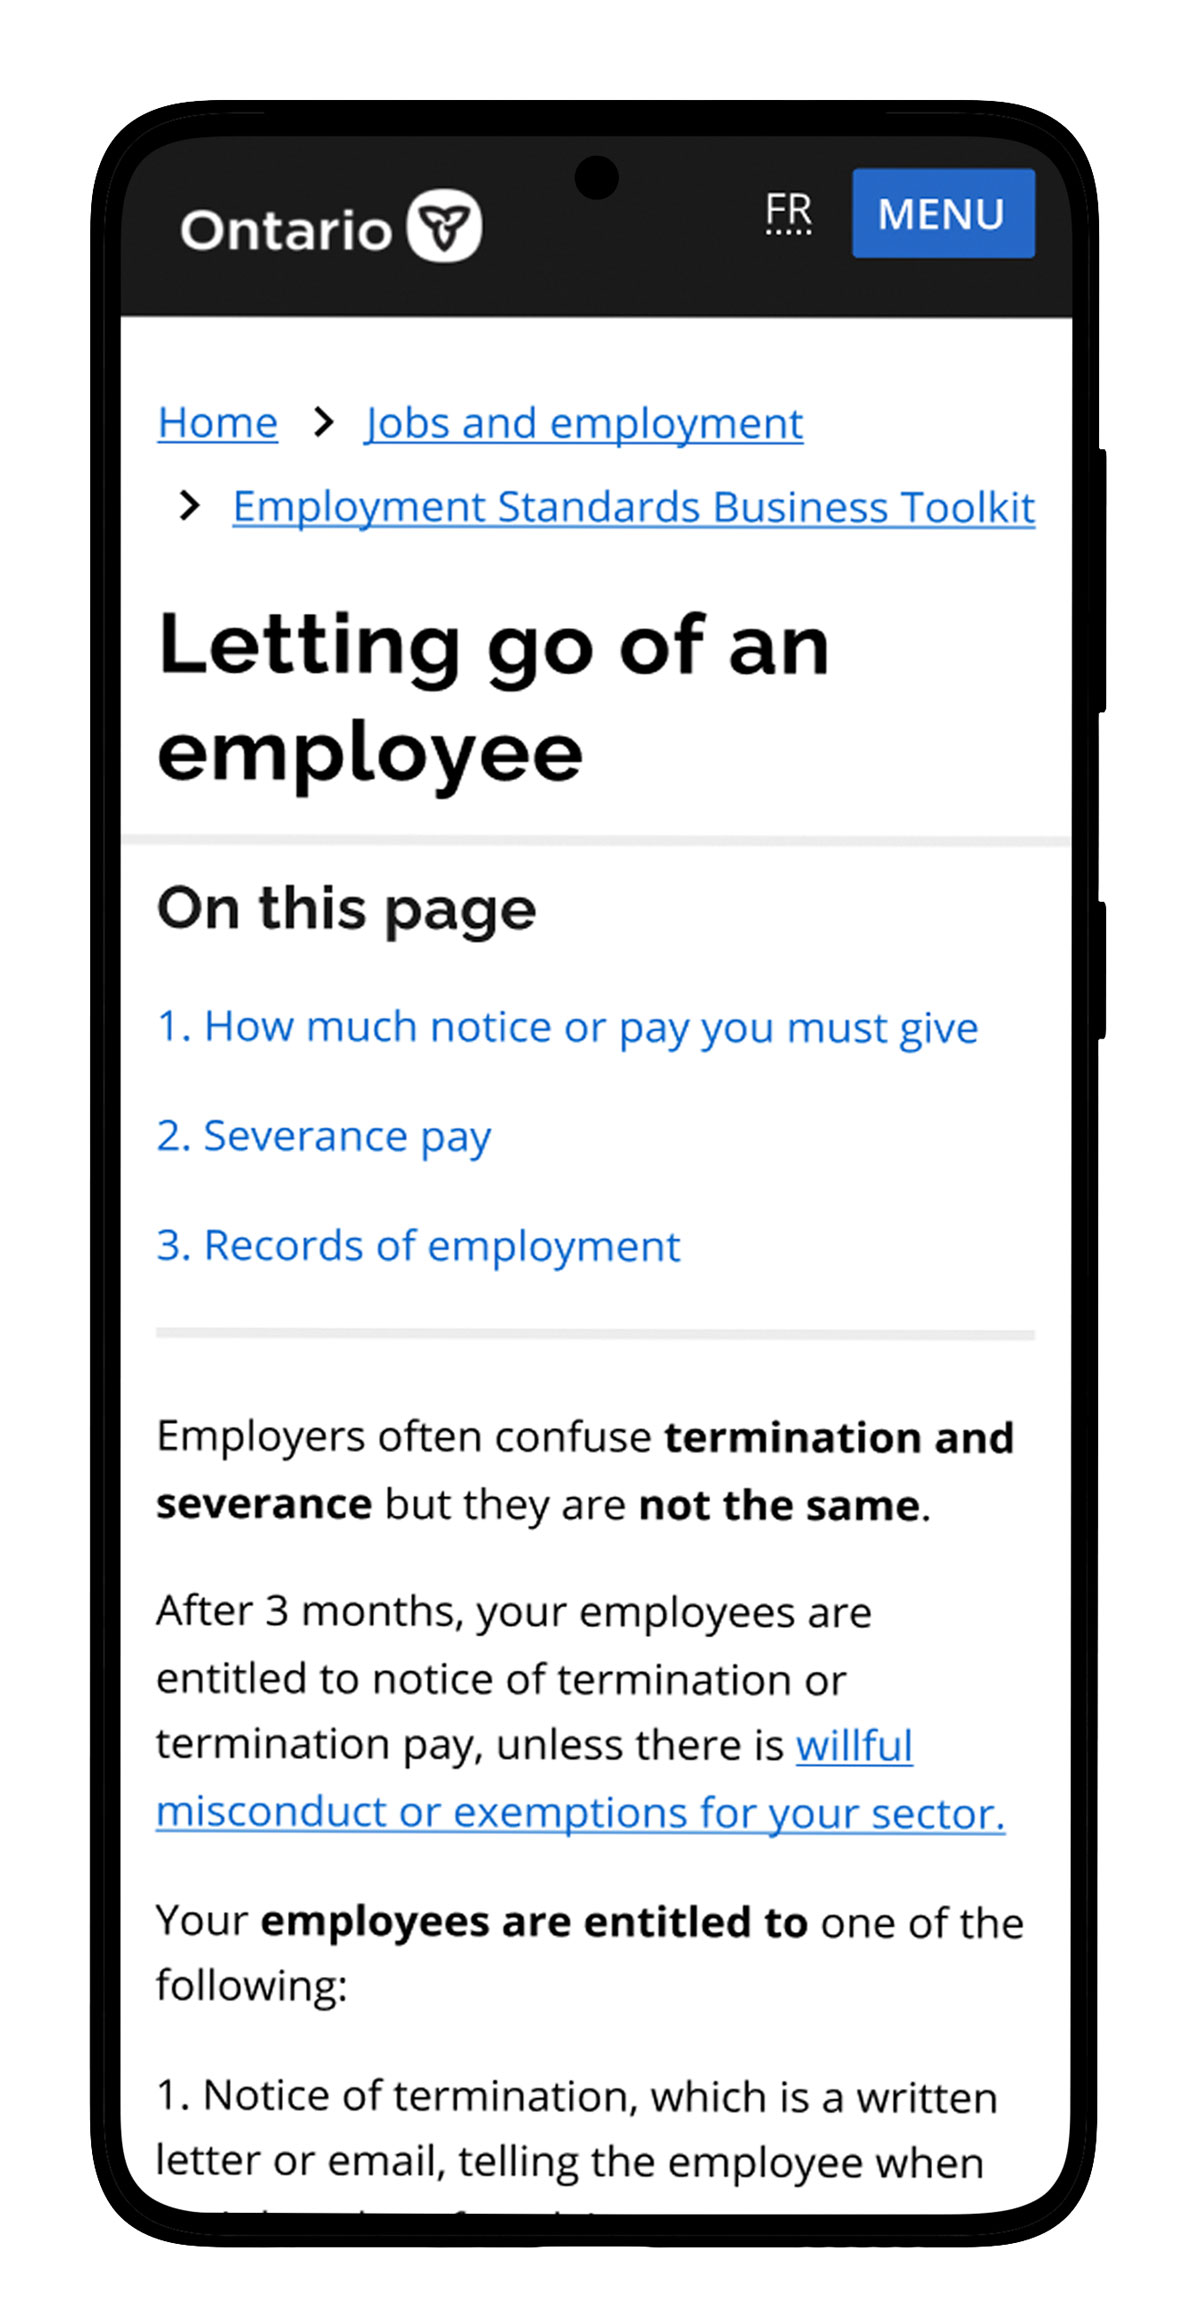 Ontario
FR
MENU
Home > Jobs and employment
> Employment Standards Business Toolkit
Letting go of an
employee
On this page
1. How much notice or pay you must give
2. Severance pay
3. Records of employment
Employers often confuse termination and
severance but they are not the same.
After 3 months, your employees are
entitled to notice of termination or
termination pay, unless there is willful
misconduct or exemptions for your sector.
Your employees are entitled to one of the
following:
1. Notice of termination, which is a written
letter or email, telling the employee when